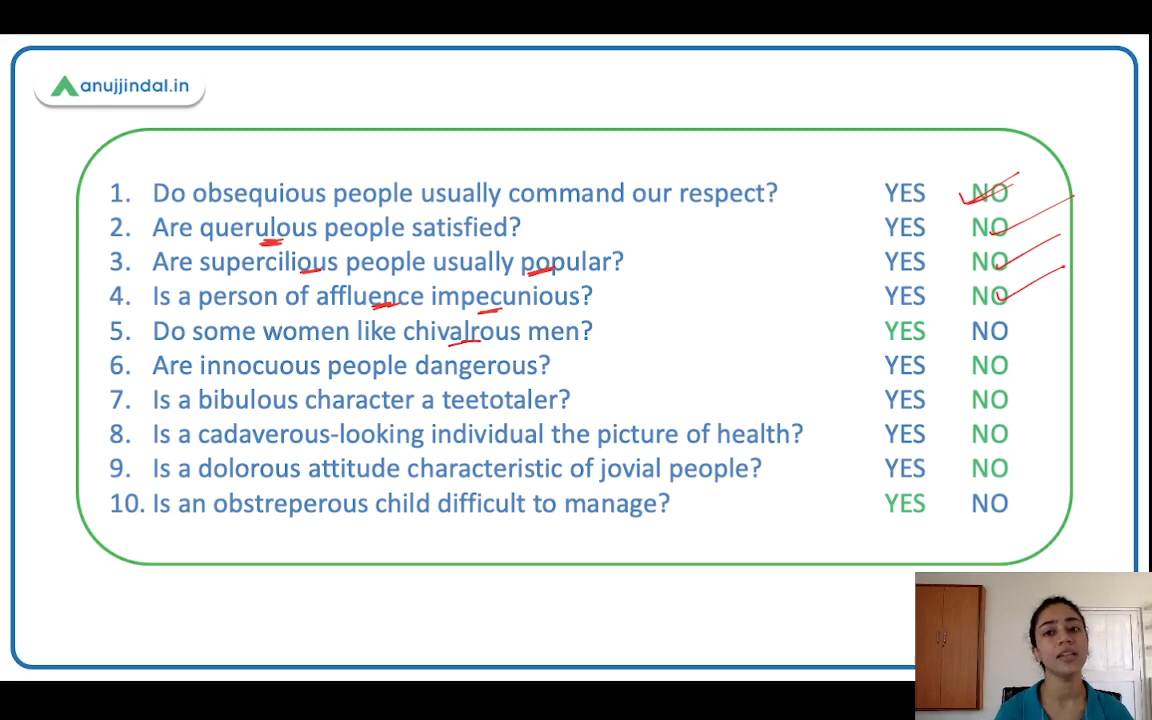 anujjindal.in
1. Do obsequious people usually command our respect? YES NO
2. Are querulous people satisfied? YES NO
3. Are supercilious people usually popular? YES NO
4. Is a person of affluence impecunious? YES NO
5. Do some women like chivalrous men? YES NO
6. Are innocuous people dangerous? YES NO
7. Is a bibulous character a teetotaler? YES NO
8. Is a cadaverous-looking individual the picture of health? YES NO
9. Is a dolorous attitude characteristic of jovial people? YES NO
10. Is an obstreperous child difficult to manage? YES NO